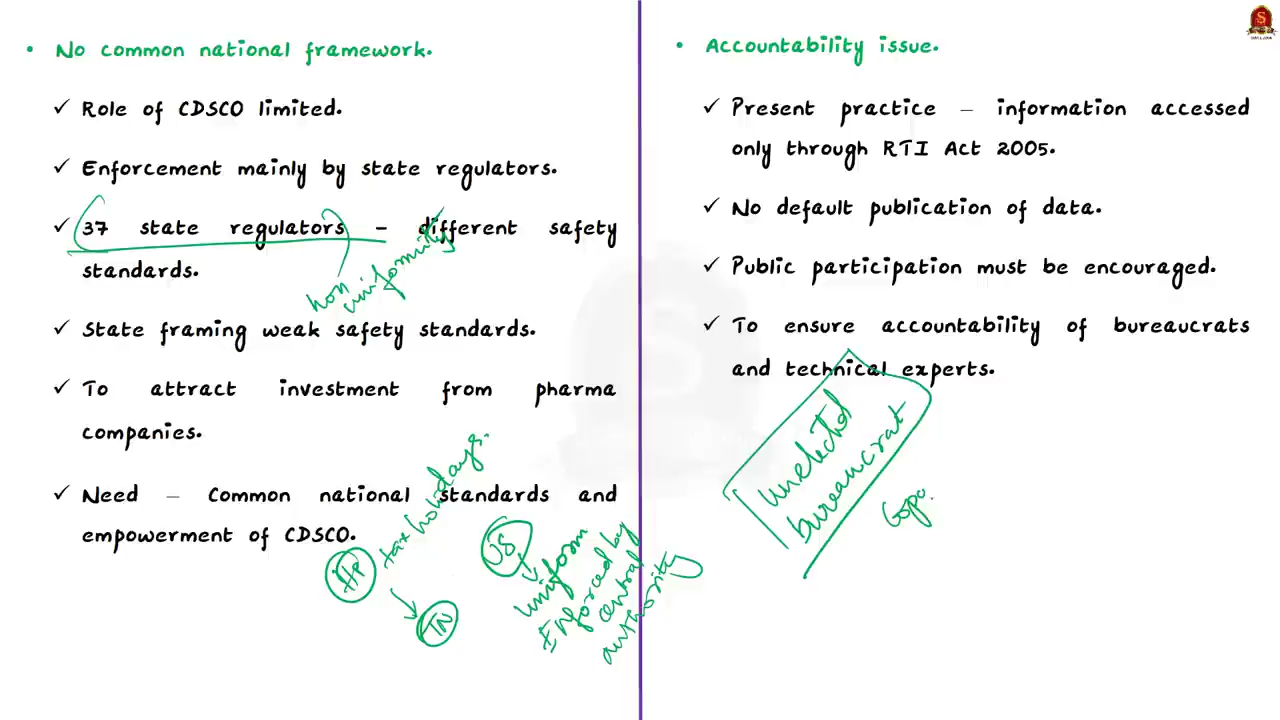 • No common national framework.
✓ Role of CDSCO limited.
✓ Enforcement mainly by state regulators.
✓ 37 state regulators – different safety
standards.
non
uniformity
✓ State framing weak safety standards.
✓ To attract investment from pharma
companies.
✓ Need – Common national standards and
empowerment of CDSCO.
HP
tax holidays.
TN
US
uniform
Enforced by
central
authority
• Accountability issue.
✓ Present practice – information accessed
only through RTI Act 2005.
✓ No default publication of data.
✓ Public participation must be encouraged.
✓ To ensure accountability of bureaucrats
and technical experts.
unelected
bureaucrat